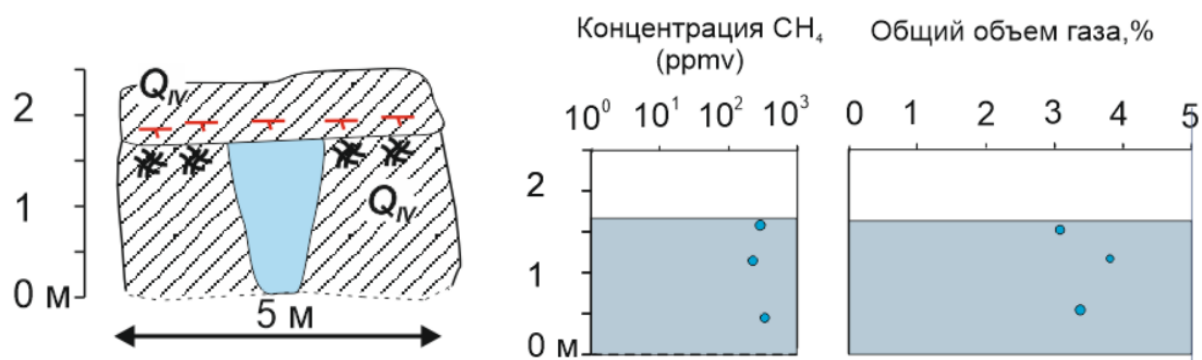 2
1
0 м
Q_IV
Q_IV
5 м
Концентрация CH₄
(ppmv)
10⁰ 10¹ 10² 10³
2
1
0 м
Общий объем газа,%
0 1 2 3 4 5